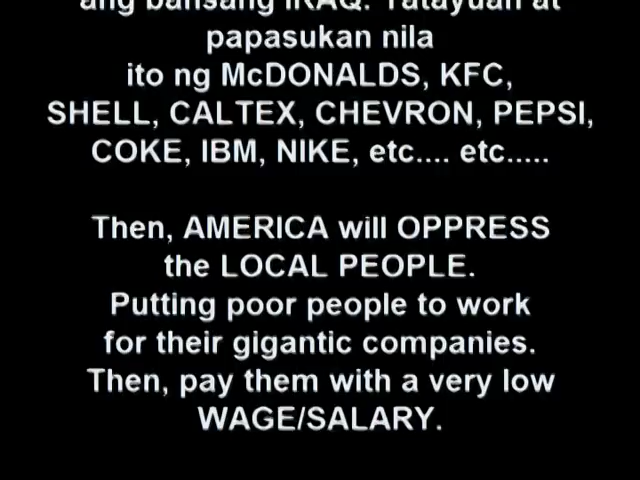 ang bansang IRAQ. Tatayuan at
papasukan nila
ito ng McDONALDS, KFC,
SHELL, CALTEX, CHEVRON, PEPSI,
COKE, IBM, NIKE, etc.... etc.....
Then, AMERICA will OPPRESS
the LOCAL PEOPLE.
Putting poor people to work
for their gigantic companies.
Then, pay them with a very low
WAGE/SALARY.